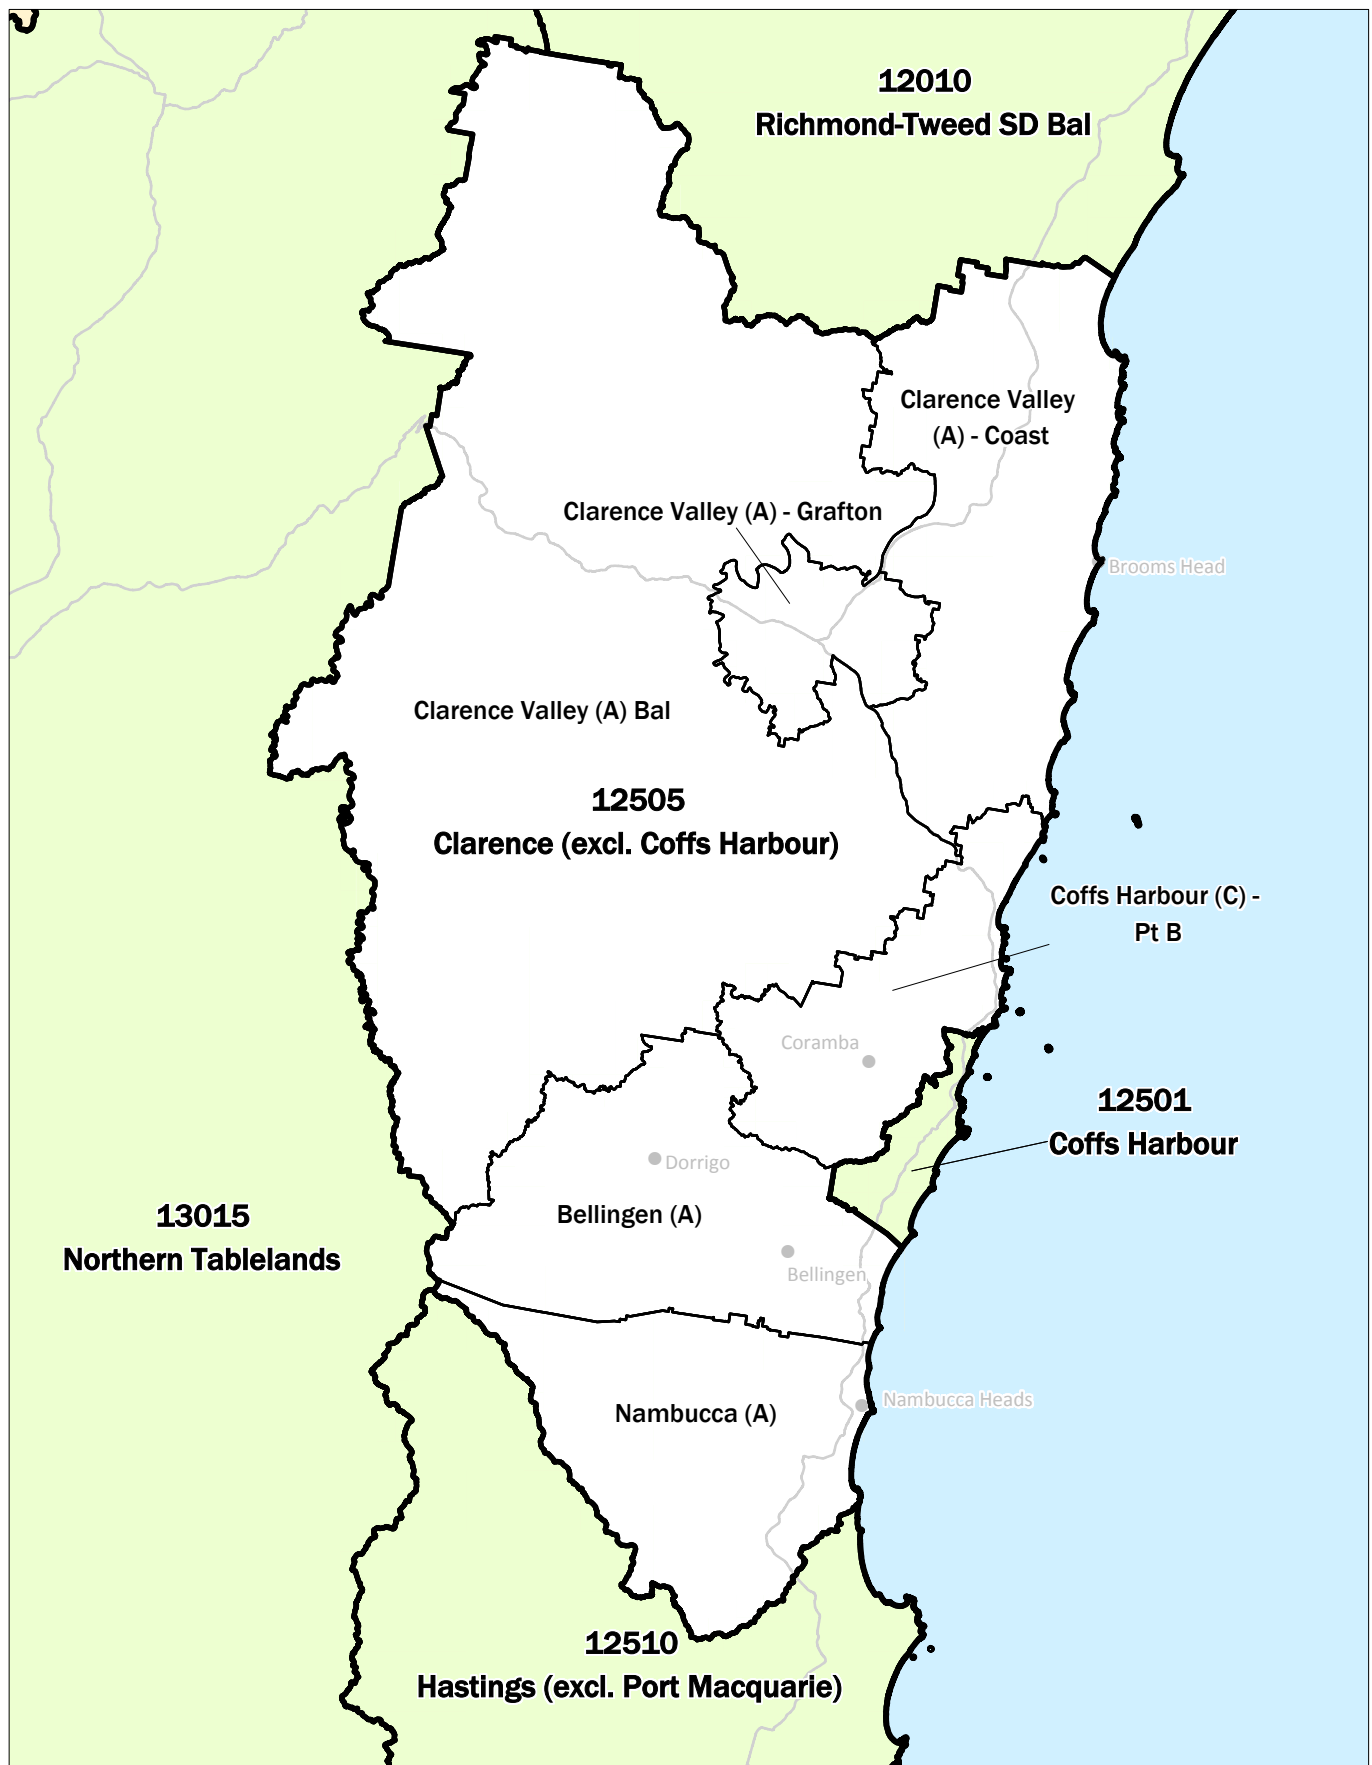 12010
Richmond-Tweed SD Bal
Clarence Valley
(A) - Coast
Clarence Valley (A) - Grafton
Brooms Head
Clarence Valley (A) Bal
12505
Clarence (excl. Coffs Harbour)
Coffs Harbour (C) -
Pt B
Coramba
12501
Coffs Harbour
Dorrigo
13015
Northern Tablelands
Bellingen (A)
Bellingen
Nambucca Heads
Nambucca (A)
12510
Hastings (excl. Port Macquarie)